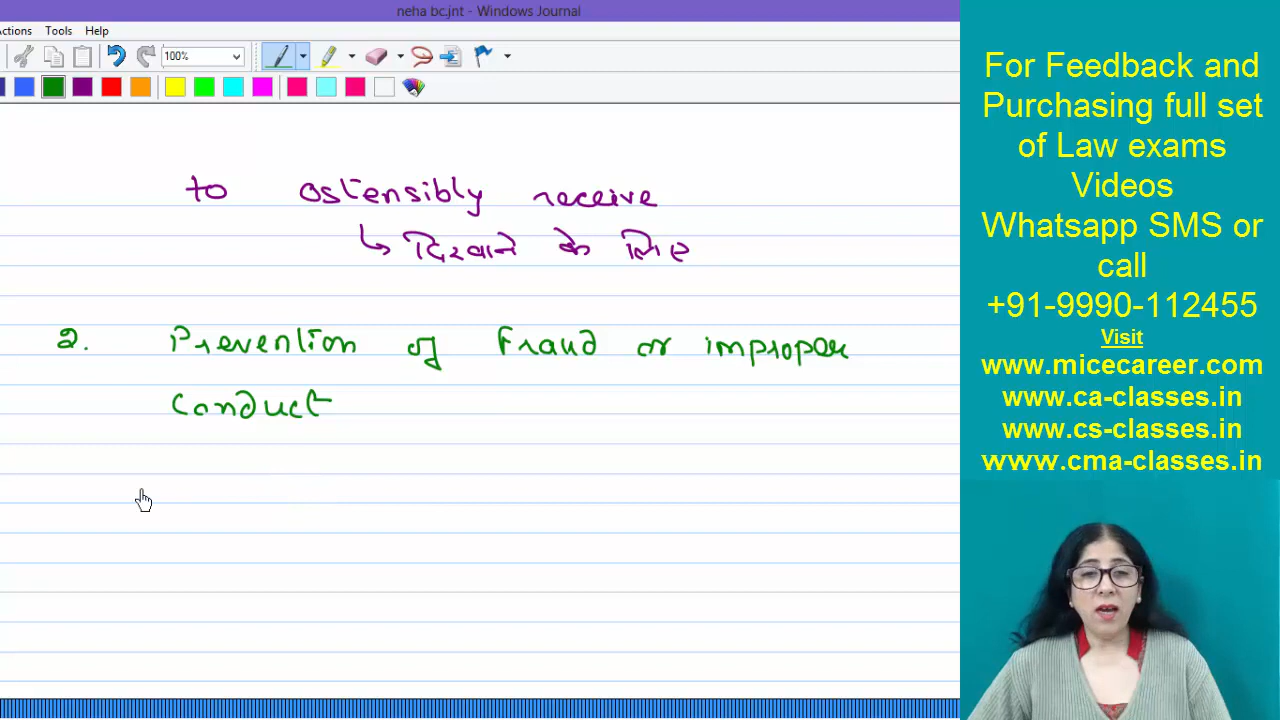 neha bc.jnt - Windows Journal
Actions Tools Help
100%
to ostensibly receive
↳ दिखाने के लिए
2. Prevention of Fraud or improper
Conduct
For Feedback and
Purchasing full set
of Law exams
Videos
Whatsapp SMS or
call
+91-9990-112455
Visit
www.micecareer.com
www.ca-classes.in
www.cs-classes.in
www.cma-classes.in